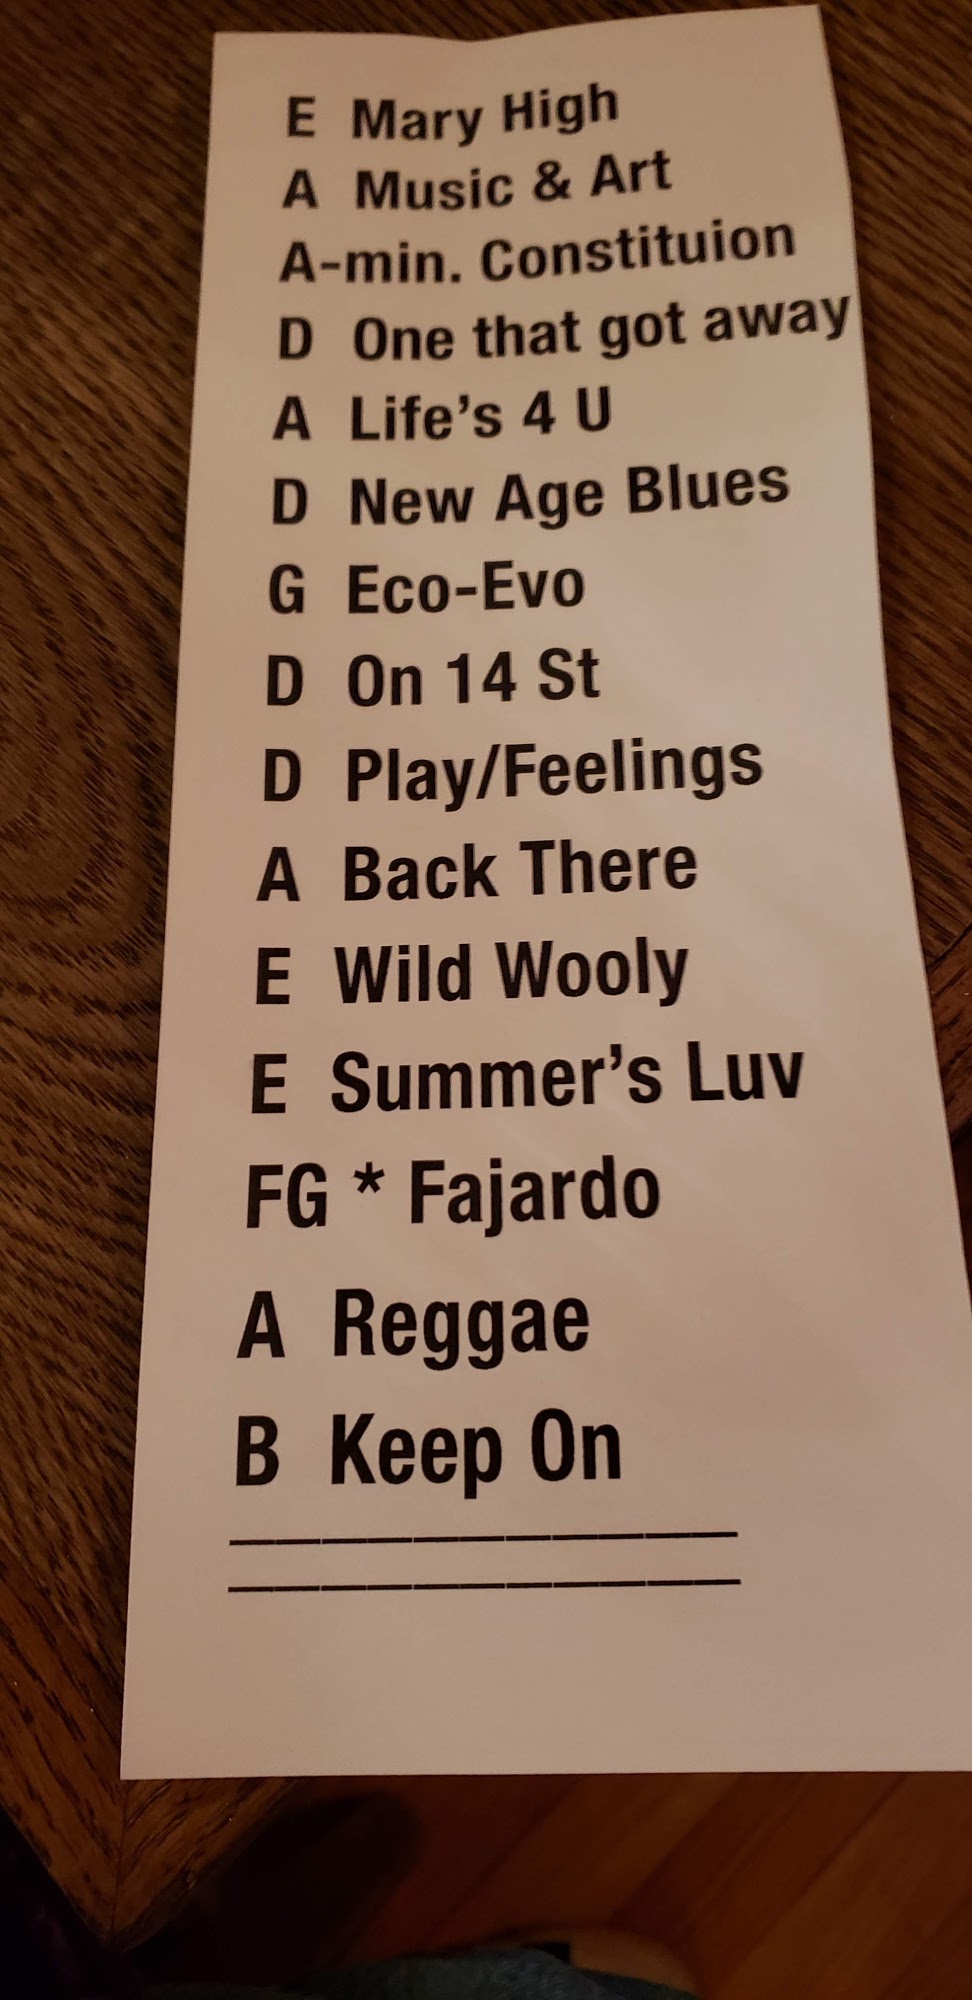 E Mary High
A Music & Art
A-min. Constituion
D One that got away
A Life's 4 U
D New Age Blues
G Eco-Evo
D On 14 St
D Play/Feelings
A Back There
E Wild Wooly
E Summer's Luv
FG * Fajardo
A Reggae
B Keep On